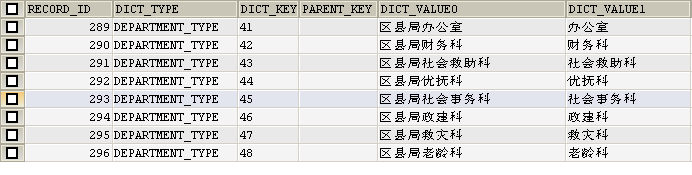 RECORD_ID DICT_TYPE DICT_KEY PARENT_KEY DICT_VALUE0 DICT_VALUE1
289 DEPARTMENT_TYPE 41 区县局办公室 办公室
290 DEPARTMENT_TYPE 42 区县局财务科 财务科
291 DEPARTMENT_TYPE 43 区县局社会救助科 社会救助科
292 DEPARTMENT_TYPE 44 区县局优抚科 优抚科
293 DEPARTMENT_TYPE 45 区县局社会事务科 社会事务科
294 DEPARTMENT_TYPE 46 区县局政建科 政建科
295 DEPARTMENT_TYPE 47 区县局救灾科 救灾科
296 DEPARTMENT_TYPE 48 区县局老龄科 老龄科